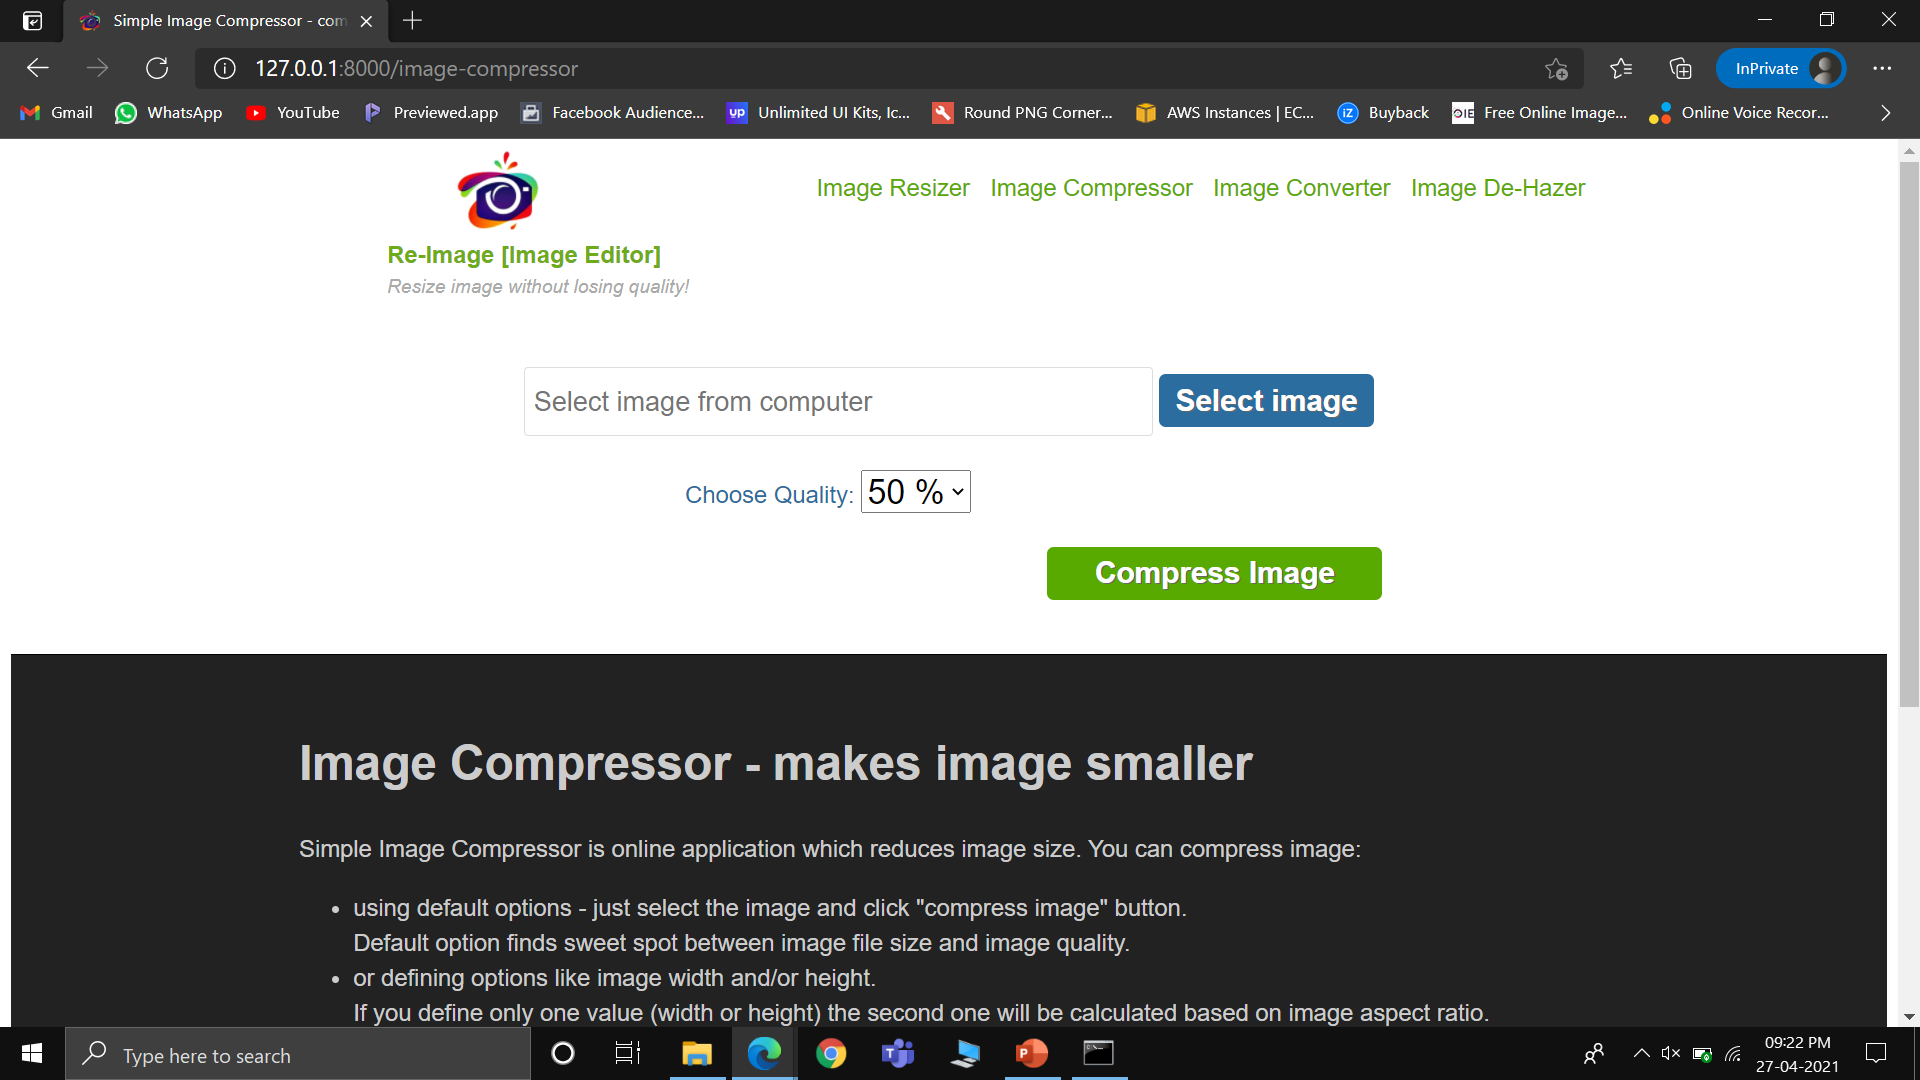 Simple Image Compressor - com
127.0.0.1:8000/image-compressor
InPrivate
Gmail
WhatsApp
YouTube
Previewed.app
Facebook Audience...
up
Unlimited UI Kits, Ic...
Round PNG Corner...
AWS Instances | EC...
iZ
Buyback
OIE
Free Online Image...
Online Voice Recor...
Image Resizer Image Compressor Image Converter Image De-Hazer
Re-Image [Image Editor]
Resize image without losing quality!
Select image from computer
Select image
Choose Quality: 50 %
Compress Image
Image Compressor - makes image smaller
Simple Image Compressor is online application which reduces image size. You can compress image:
• using default options - just select the image and click "compress image" button.
Default option finds sweet spot between image file size and image quality.
• or defining options like image width and/or height.
If you define only one value (width or height) the second one will be calculated based on image aspect ratio.
Type here to search
09:22 PM
27-04-2021